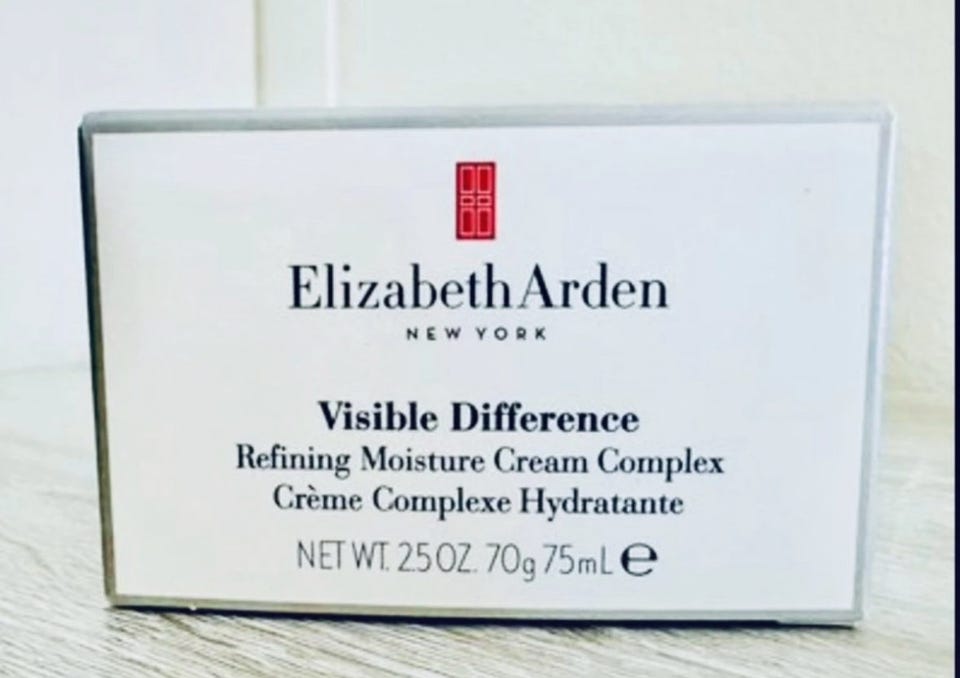 Elizabeth Arden
NEW YORK
Visible Difference
Refining Moisture Cream Complex
Crème Complexe Hydratante
NET WT. 2.5 OZ. 70g 75mL e